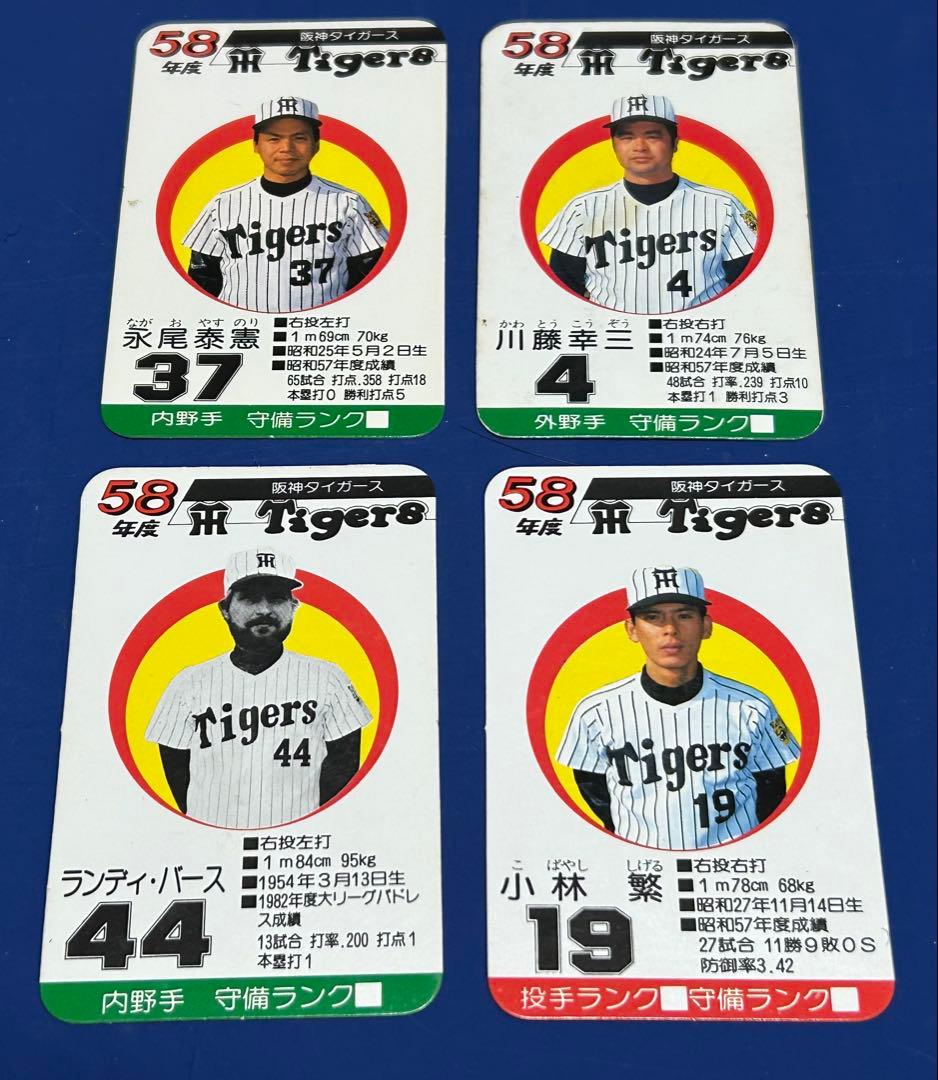 58
年度
阪神タイガース
TH Tigers
Tigers
37
なが お やす のり
永尾泰憲
37
■右投左打
■1m69cm 70kg
■昭和25年5月2日生
■昭和57年度成績
65試合 打点.358 打点18
本塁打0 勝利打点5
内野手 守備ランク
58
年度
阪神タイガース
TH Tigers
Tigers
4
かわ とう こう ぞう
川藤幸三
4
■右投右打
■1m74cm 76kg
■昭和24年7月5日生
■昭和57年度成績
48試合 打率.239 打点10
本塁打1 勝利打点3
外野手 守備ランク
58
年度
阪神タイガース
TH Tigers
Tigers
44
ランディ・バース
44
■右投左打
■1m84cm 95kg
■1954年3月13日生
■1982年度大リーグパドレ
ス成績
13試合 打率.200 打点1
本塁打1
内野手 守備ランク
58
年度
阪神タイガース
TH Tigers
Tigers
19
こ ばやし しげる
小林 繁
19
■右投右打
■1m78cm 68kg
■昭和27年11月14日生
■昭和57年度成績
27試合 11勝9敗0S
防御率3.42
投手ランク 守備ランク